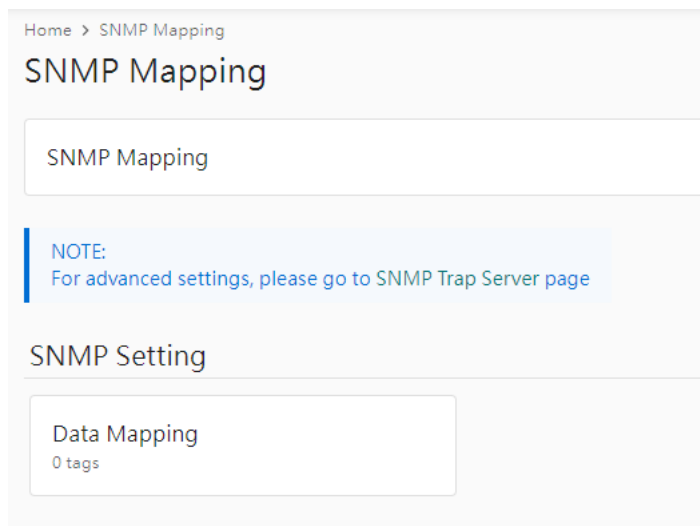 Home > SNMP Mapping
SNMP Mapping
SNMP Mapping
NOTE:
For advanced settings, please go to SNMP Trap Server page
SNMP Setting
Data Mapping
0 tags